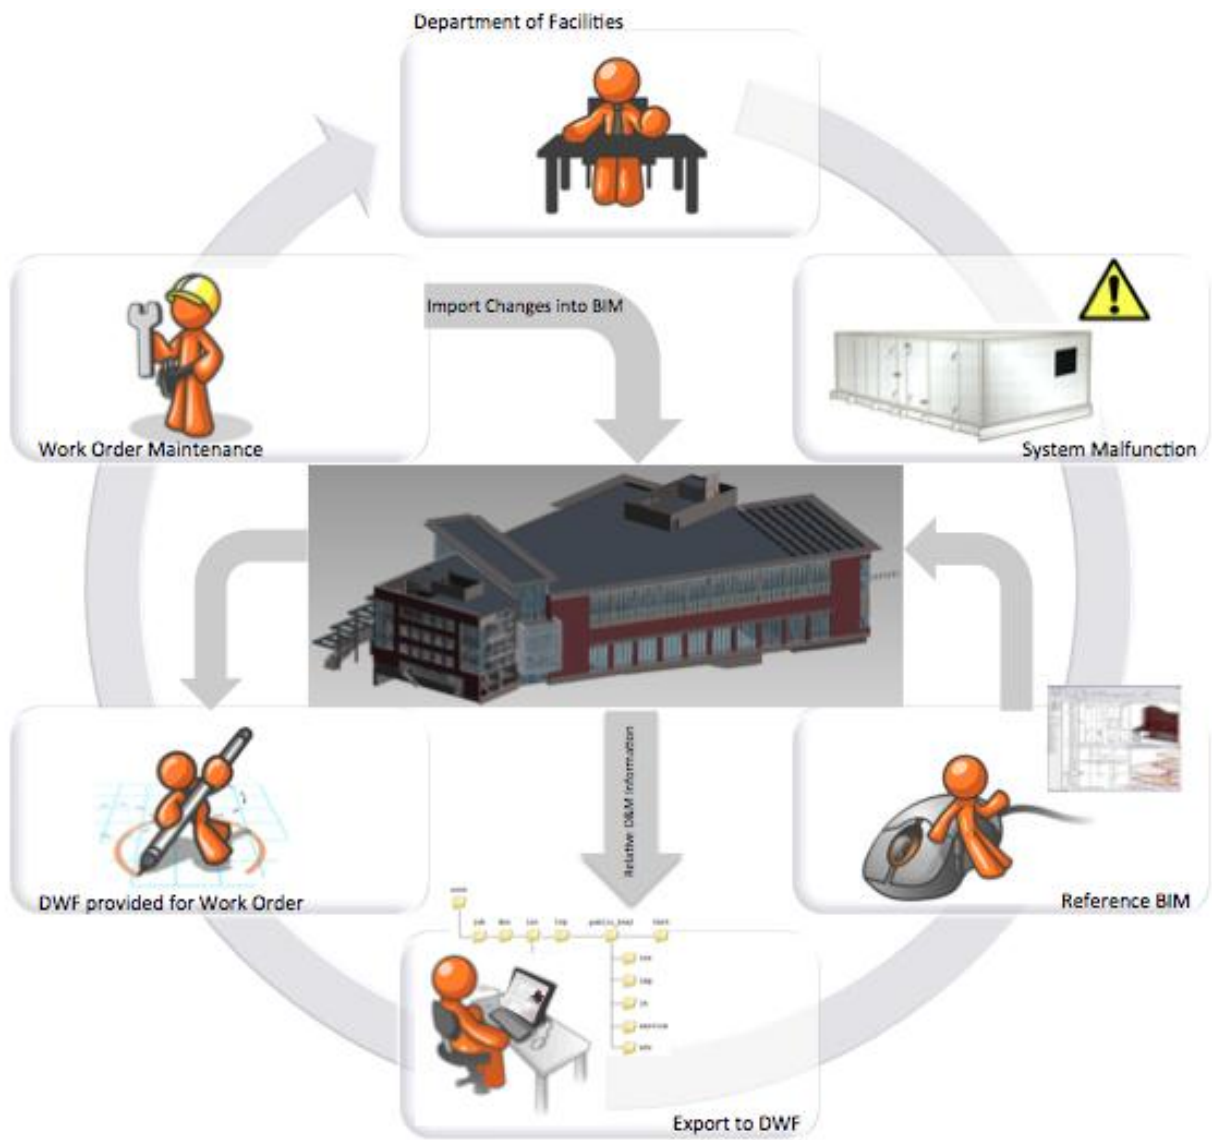 Department of Facilities
Import Changes into BIM
Work Order Maintenance
System Malfunction
Relative D&M Information
DWF provided for Work Order
Reference BIM
Export to DWF